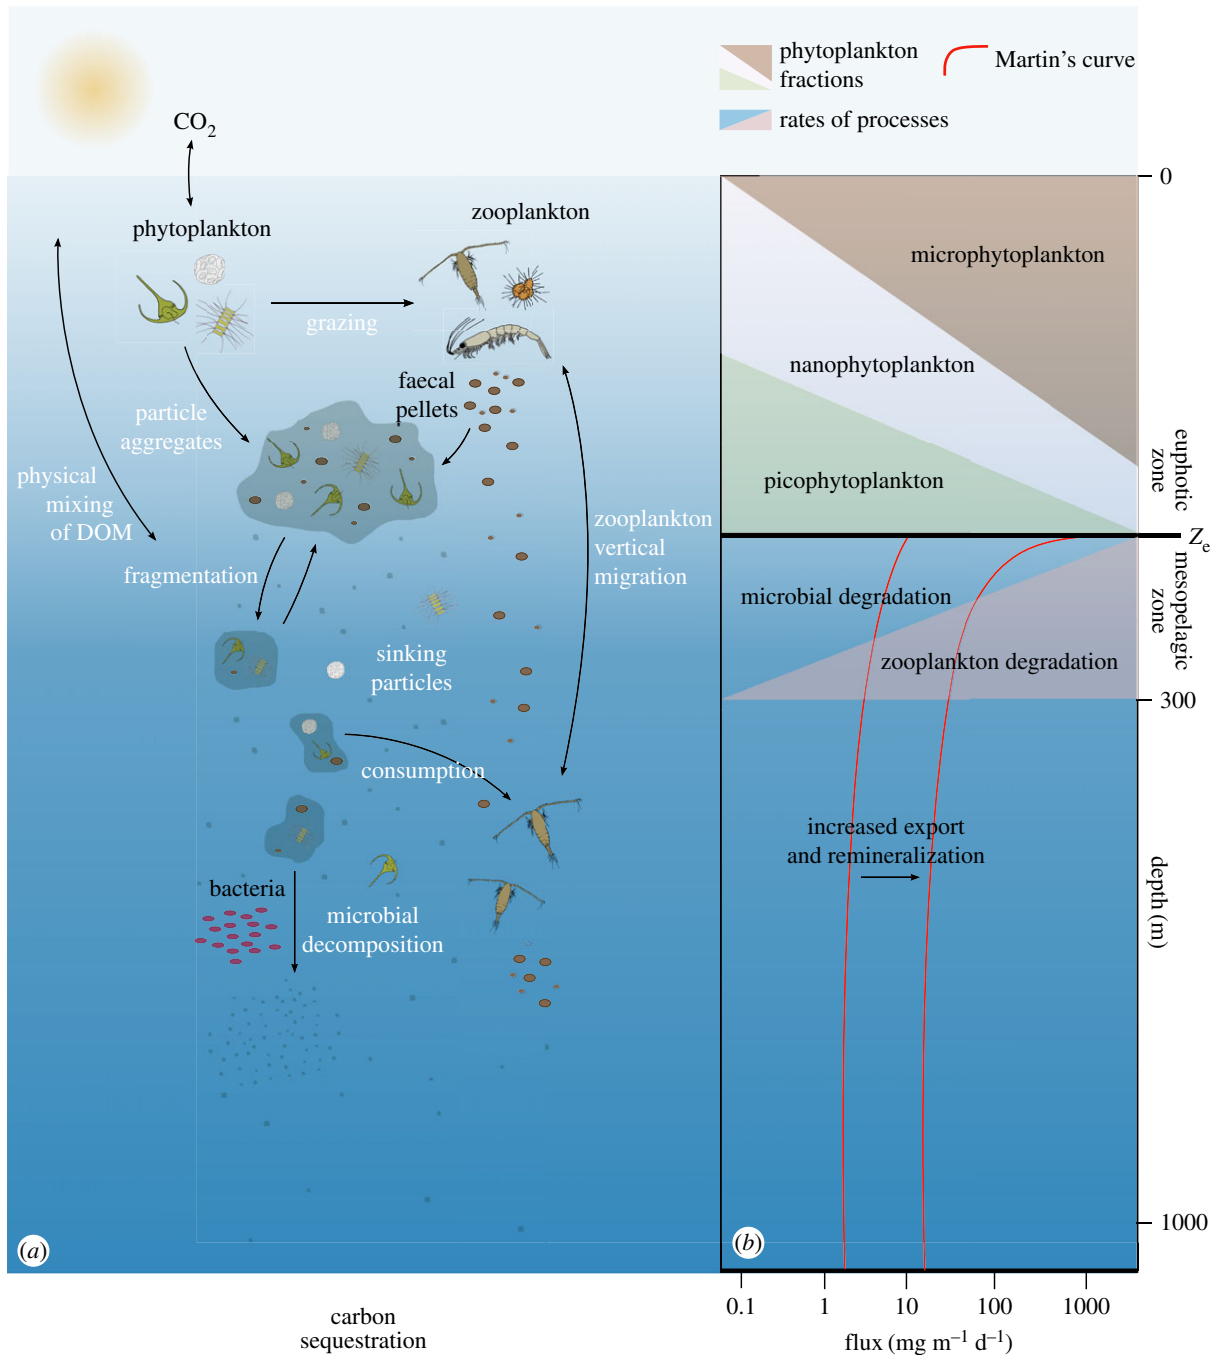 CO₂
phytoplankton
zooplankton
grazing
faecal
pellets
particle
aggregates
physical
mixing
of DOM
fragmentation
zooplankton
vertical
migration
sinking
particles
consumption
bacteria
microbial
decomposition
(a)
carbon
sequestration
phytoplankton
fractions
Martin’s curve
rates of processes
0
microphytoplankton
nanophytoplankton
picophytoplankton
euphotic
zone
Zₑ
microbial degradation
zooplankton degradation
mesopelagic
zone
300
increased export
and remineralization
depth (m)
1000
(b)
0.1 1 10 100 1000
flux (mg m⁻¹ d⁻¹)